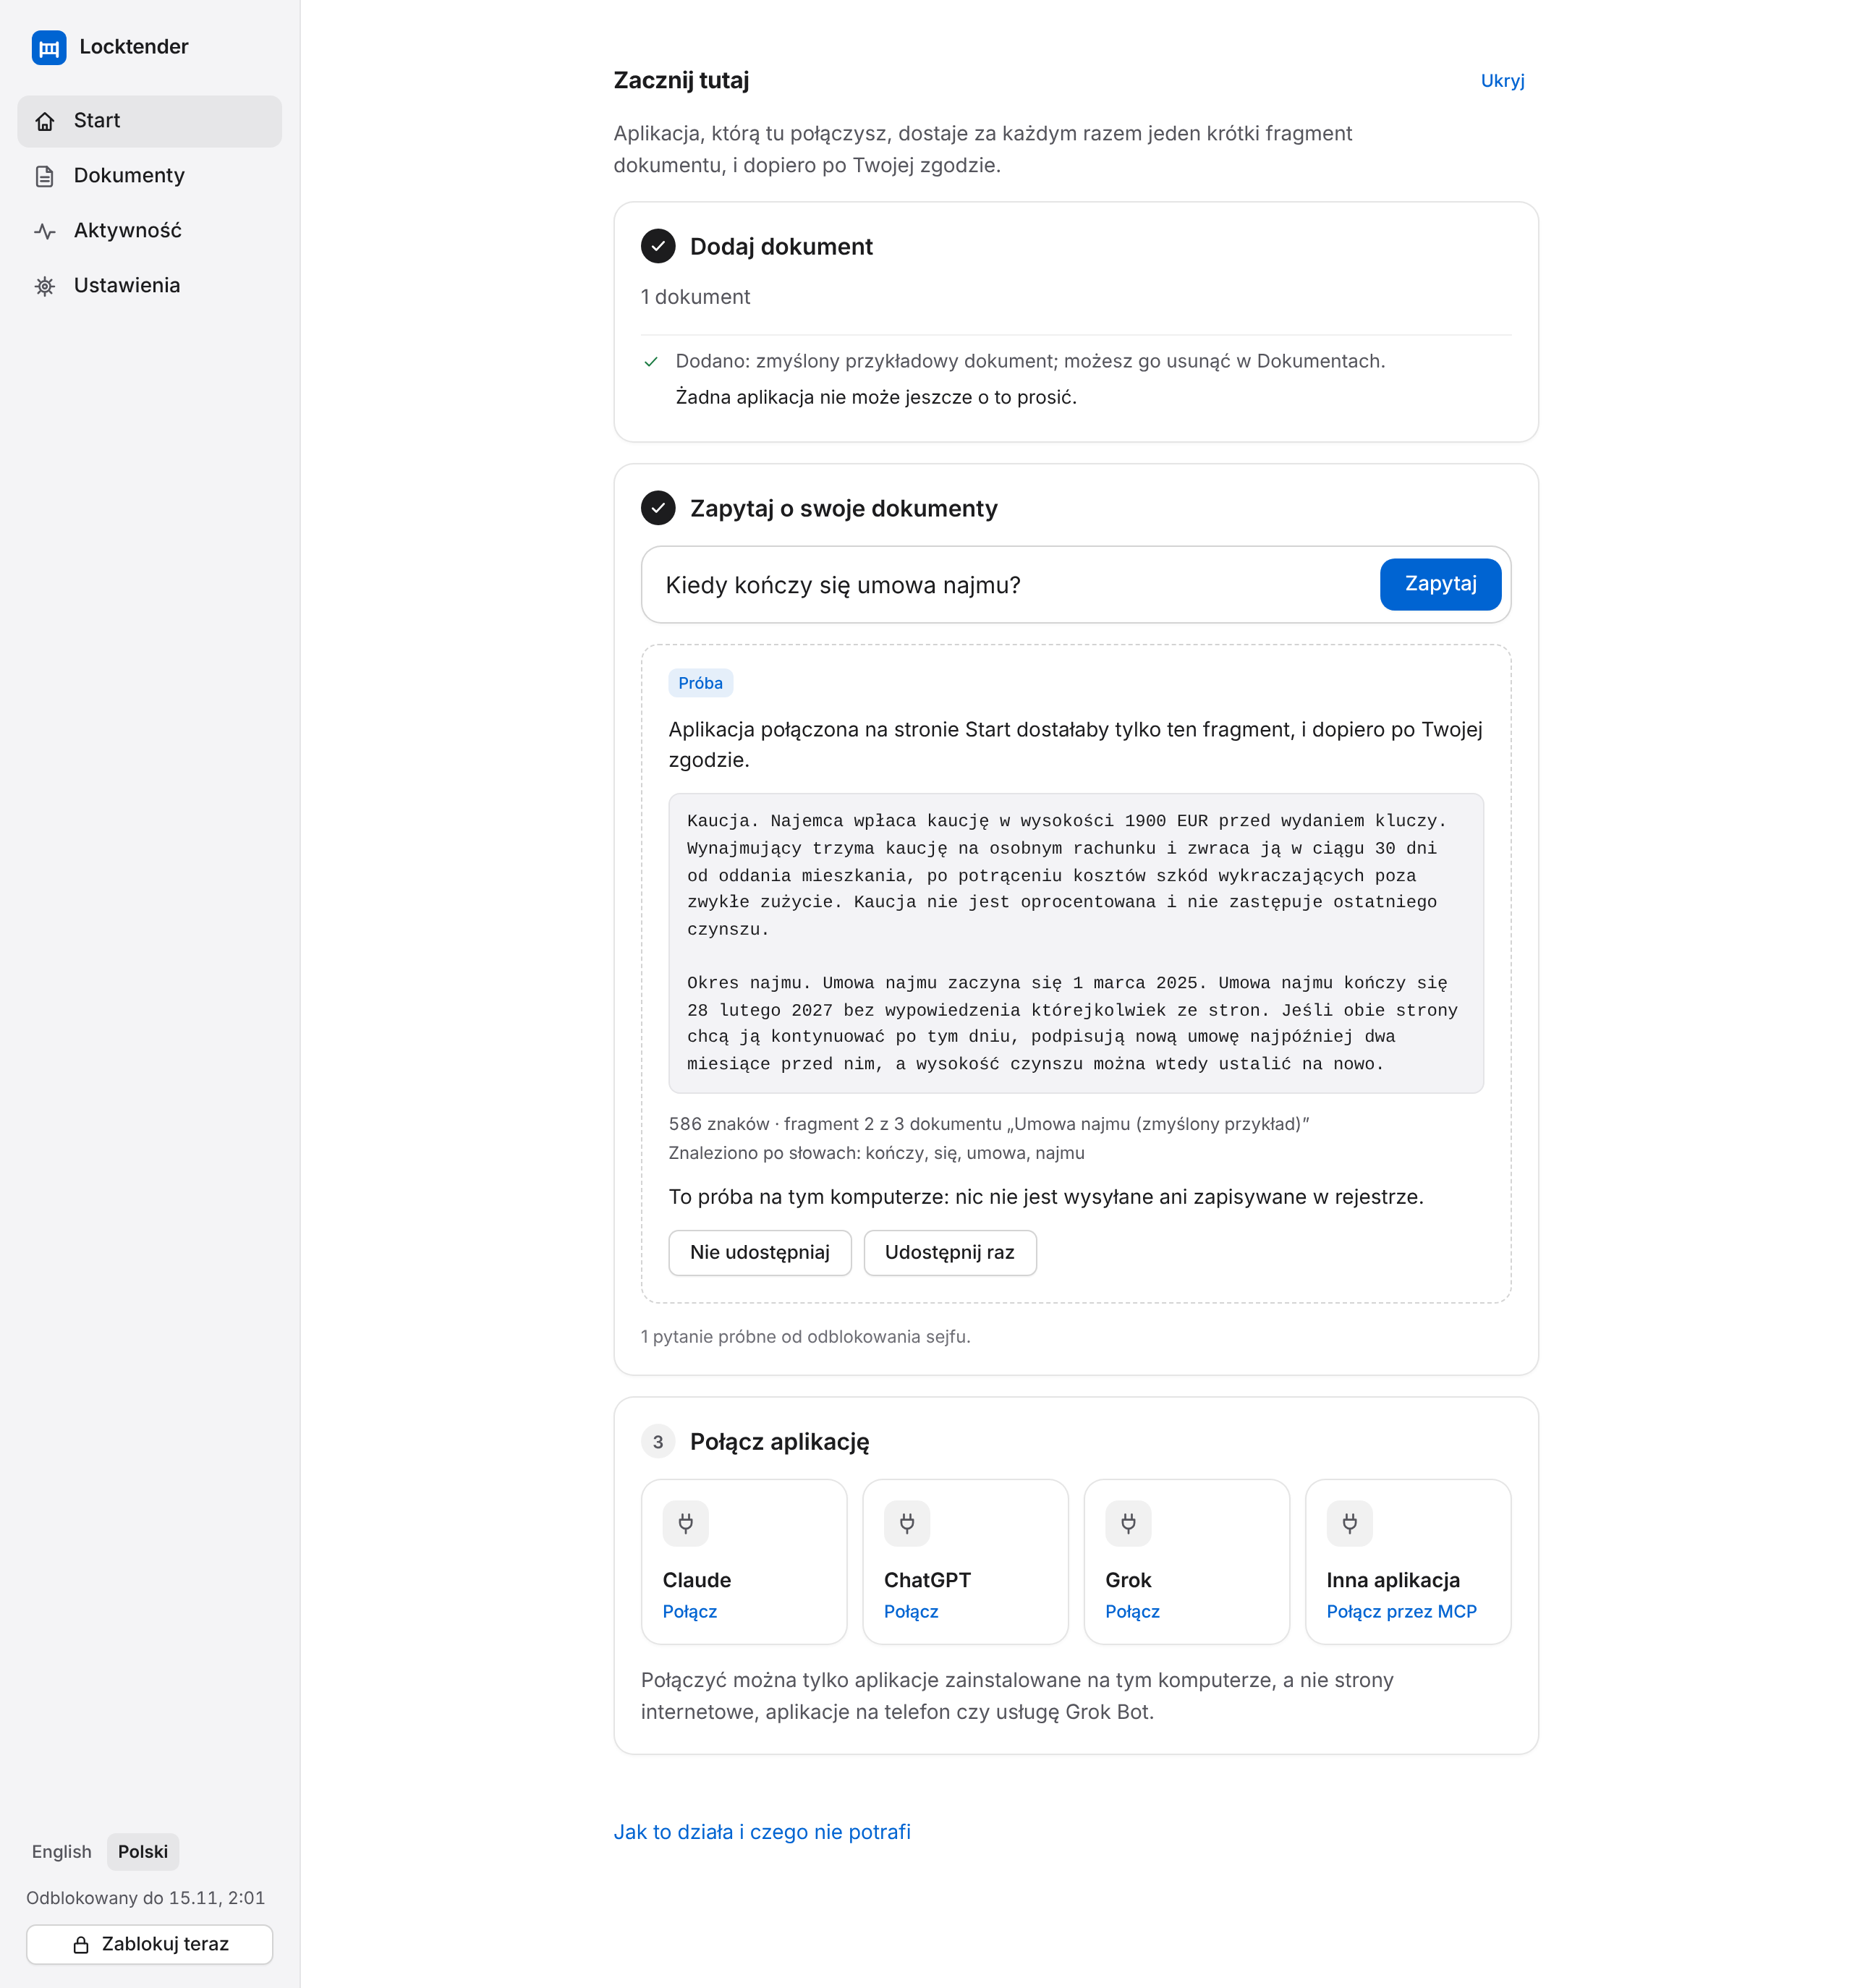 Locktender
Start
Dokumenty
Aktywność
Ustawienia
English
Polski
Odblokowany do 15.11, 2:01
Zablokuj teraz
Zacznij tutaj
Ukryj
Aplikacja, którą tu połączysz, dostaje za każdym razem jeden krótki fragment
dokumentu, i dopiero po Twojej zgodzie.
Dodaj dokument
1 dokument
Dodano: zmyślony przykładowy dokument; możesz go usunąć w Dokumentach.
Żadna aplikacja nie może jeszcze o to prosić.
Zapytaj o swoje dokumenty
Kiedy kończy się umowa najmu?
Zapytaj
Próba
Aplikacja połączona na stronie Start dostałaby tylko ten fragment, i dopiero po Twojej
zgodzie.
Kaucja. Najemca wpłaca kaucję w wysokości 1900 EUR przed wydaniem kluczy.
Wynajmujący trzyma kaucję na osobnym rachunku i zwraca ją w ciągu 30 dni
od oddania mieszkania, po potrąceniu kosztów szkód wykraczających poza
zwykłe zużycie. Kaucja nie jest oprocentowana i nie zastępuje ostatniego
czynszu.
Okres najmu. Umowa najmu zaczyna się 1 marca 2025. Umowa najmu kończy się
28 lutego 2027 bez wypowiedzenia którejkolwiek ze stron. Jeśli obie strony
chcą ją kontynuować po tym dniu, podpisują nową umowę najpóźniej dwa
miesiące przed nim, a wysokość czynszu można wtedy ustalić na nowo.
586 znaków · fragment 2 z 3 dokumentu „Umowa najmu (zmyślony przykład)”
Znaleziono po słowach: kończy, się, umowa, najmu
To próba na tym komputerze: nic nie jest wysyłane ani zapisywane w rejestrze.
Nie udostępniaj
Udostępnij raz
1 pytanie próbne od odblokowania sejfu.
3
Połącz aplikację
Claude
Połącz
ChatGPT
Połącz
Grok
Połącz
Inna aplikacja
Połącz przez MCP
Połączyć można tylko aplikacje zainstalowane na tym komputerze, a nie strony
internetowe, aplikacje na telefon czy usługę Grok Bot.
Jak to działa i czego nie potrafi